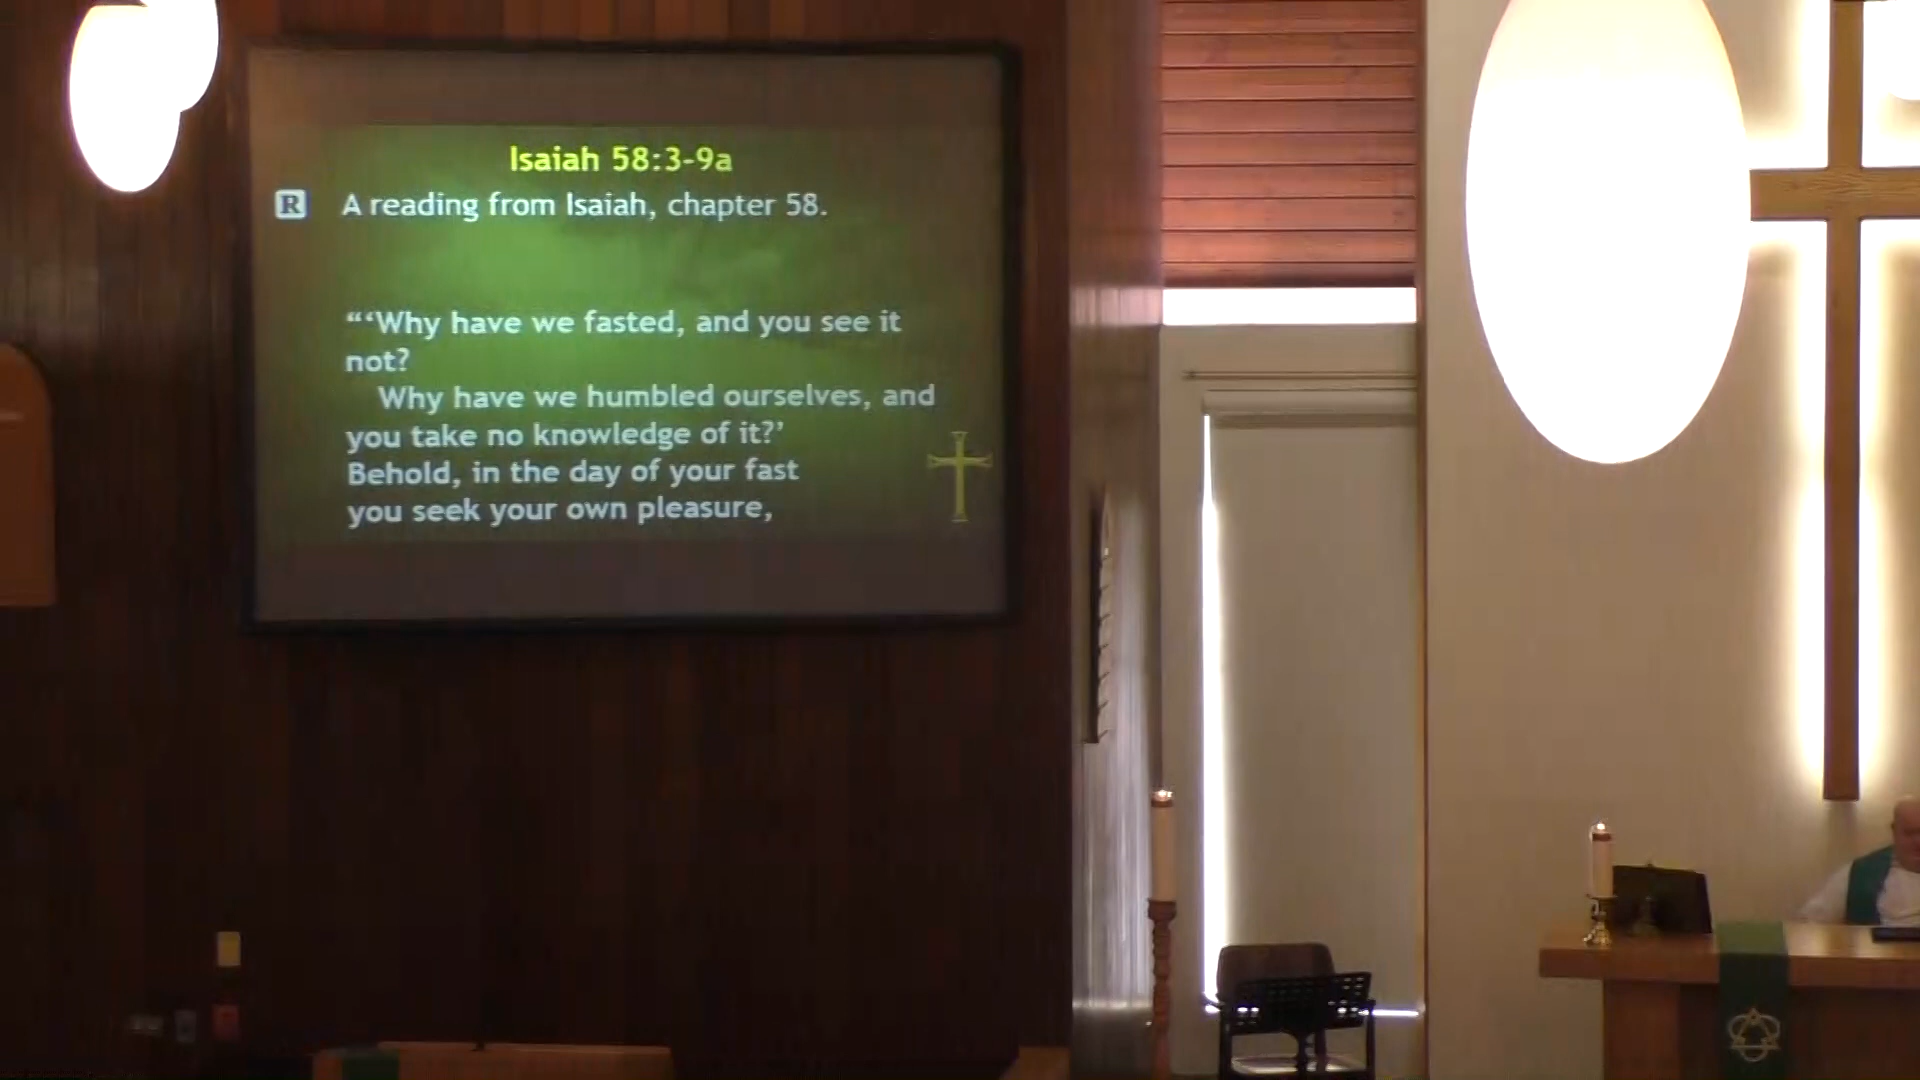 Isaiah 58:3-9a
R A reading from Isaiah, chapter 58.
“‘Why have we fasted, and you see it
not?
Why have we humbled ourselves, and
you take no knowledge of it?’
Behold, in the day of your fast
you seek your own pleasure,